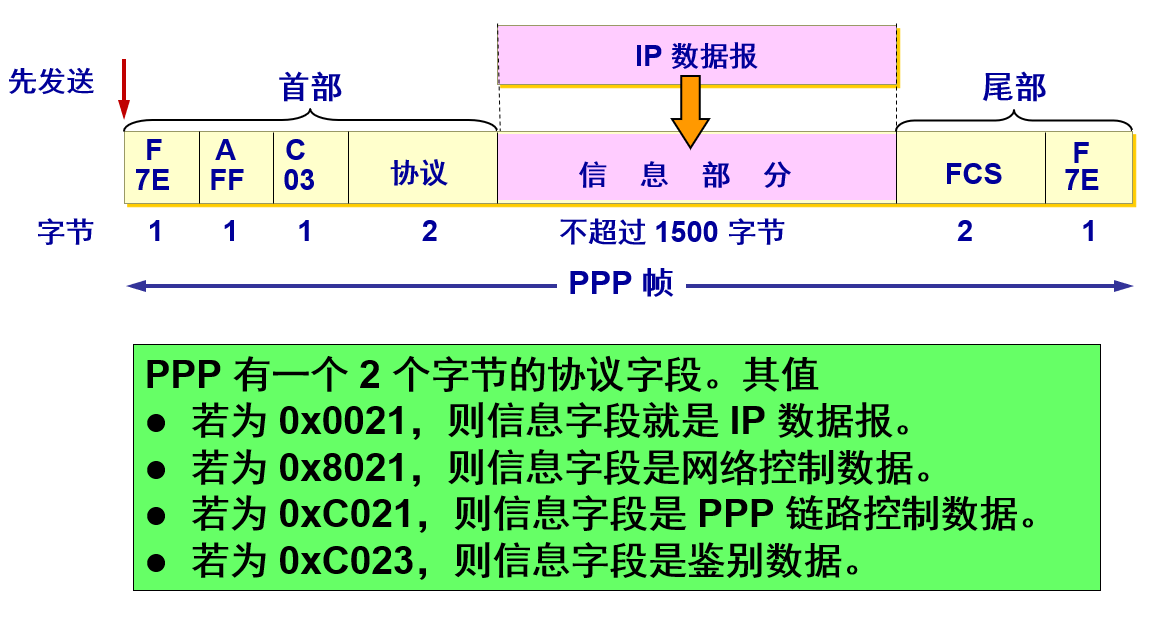 IP 数据报
先发送
首部
尾部
F A C F
7E FF 03 协议 信息部分 FCS 7E
字节 1 1 1 2 不超过 1500 字节 2 1
PPP 帧
PPP 有一个 2 个字节的协议字段。其值
● 若为 0x0021，则信息字段就是 IP 数据报。
● 若为 0x8021，则信息字段是网络控制数据。
● 若为 0xC021，则信息字段是 PPP 链路控制数据。
● 若为 0xC023，则信息字段是鉴别数据。